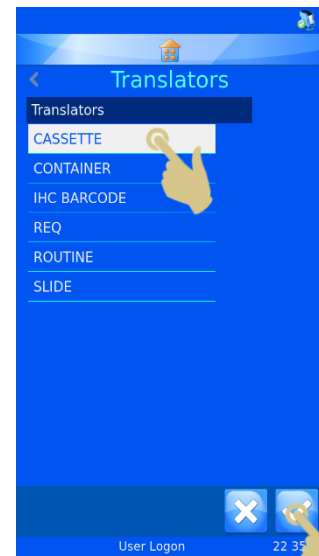 Translators
Translators
CASSETTE
CONTAINER
IHC BARCODE
REQ
ROUTINE
SLIDE
User Logon
22 35